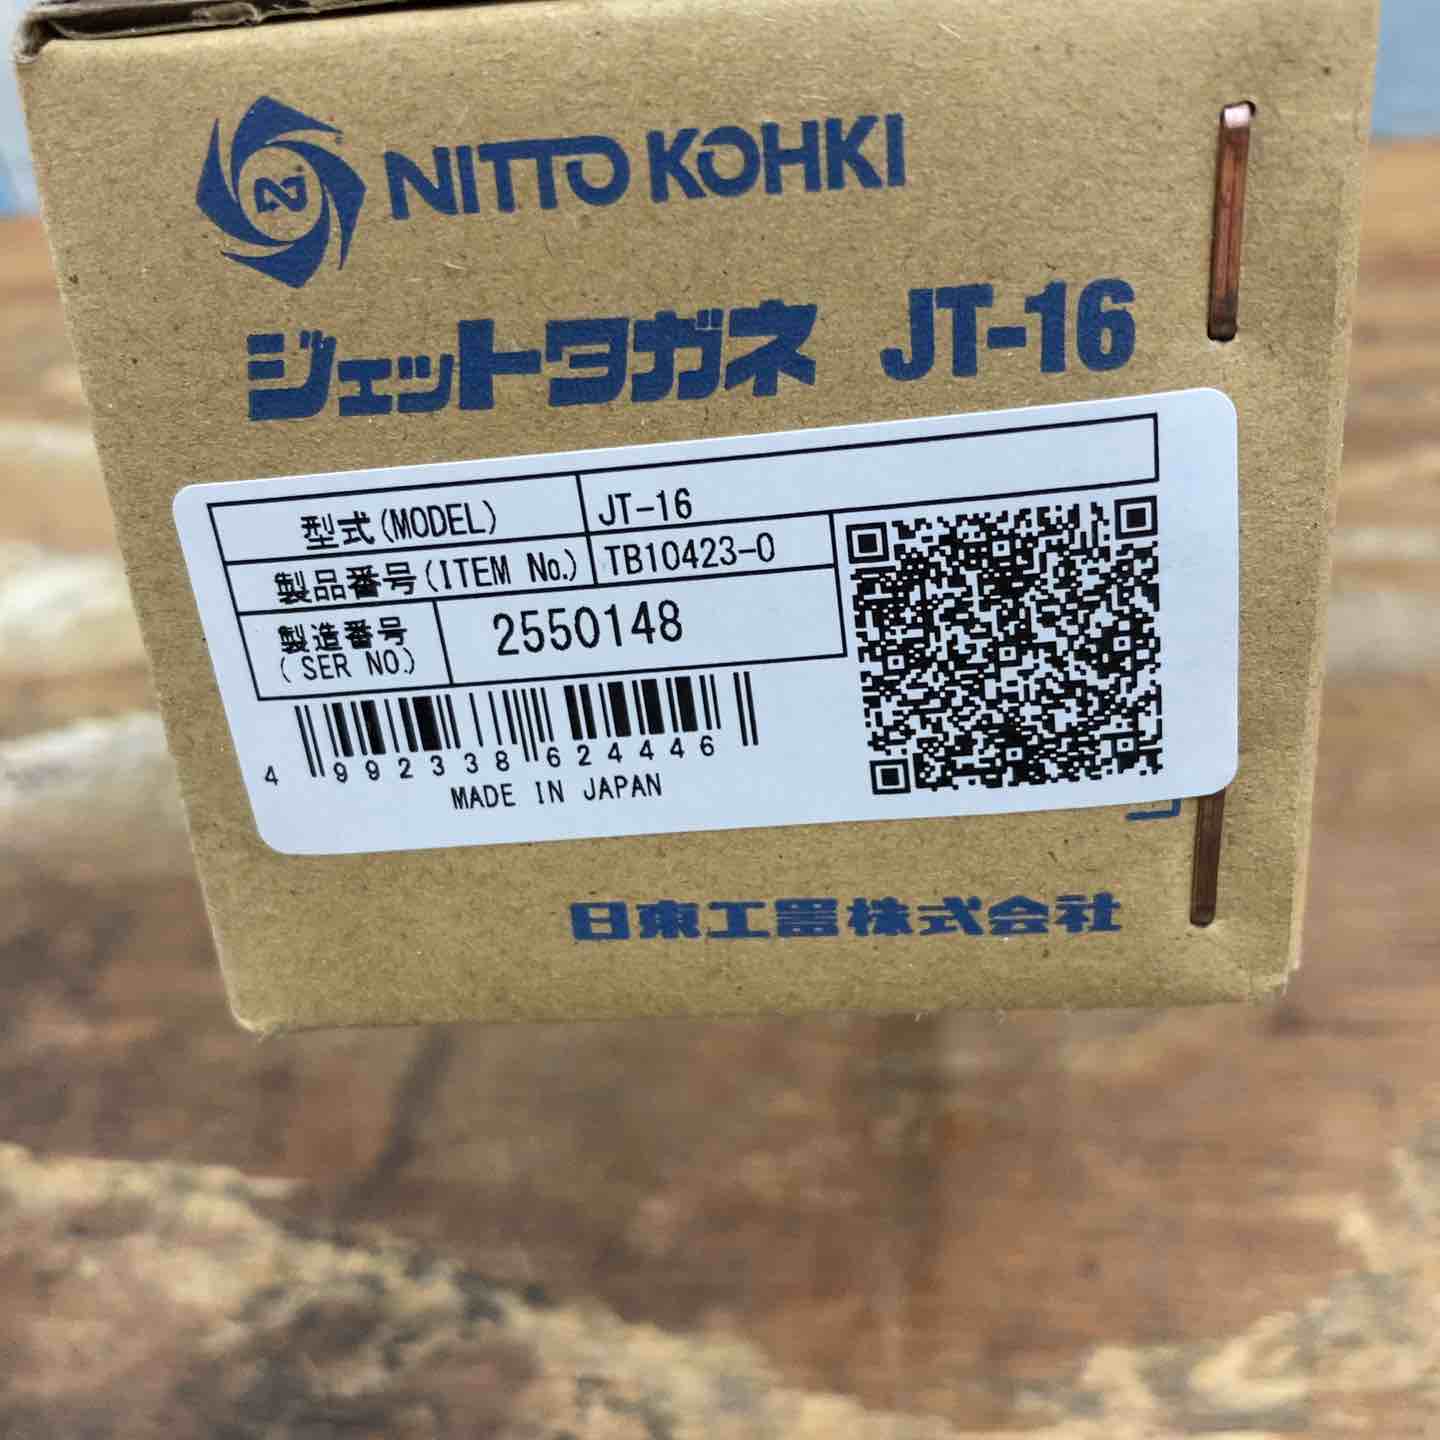 NITTO KOHKI
ジェットタガネ JT-16
型式(MODEL) JT-16
製品番号(ITEM No.) TB10423-0
製造番号 2550148
(SER NO.)
4 992338 624446
MADE IN JAPAN
日東工器株式会社